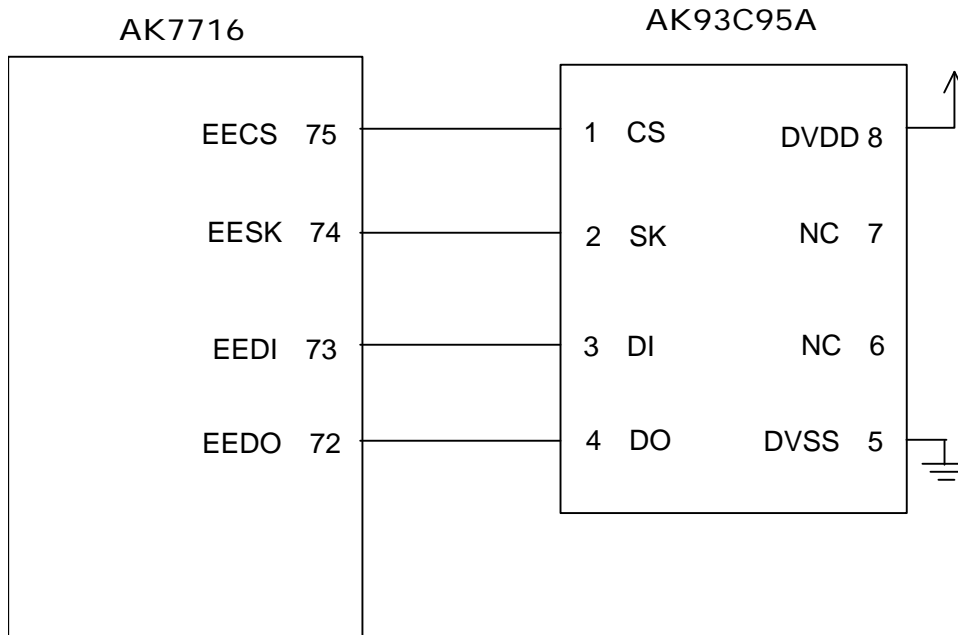 AK7716
AK93C95A
EECS 75
EESK 74
EEDI 73
EEDO 72
1 CS
2 SK
3 DI
4 DO
DVDD 8
NC 7
NC 6
DVSS 5